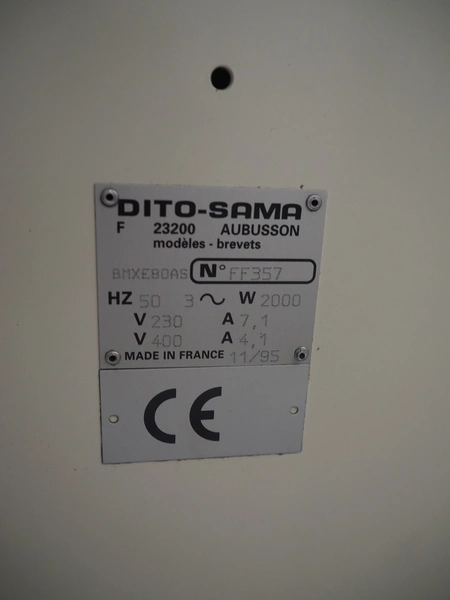 DITO-SAMA
F 23200 AUBUSSON
modèles - brevets
BMXE80AS N° FF357
HZ 50 3 ~ W 2000
V 230 A 7,1
V 400 A 4,1
MADE IN FRANCE 11/95
CE